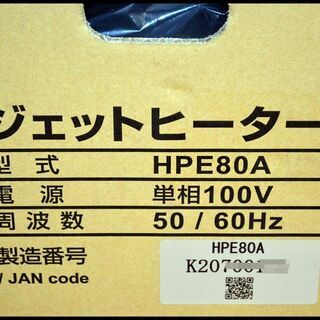 ジェットヒーター
型式 HPE80A
電源 単相100V
周波数 50 / 60Hz
製造番号
/ JAN code
HPE80A
K207001